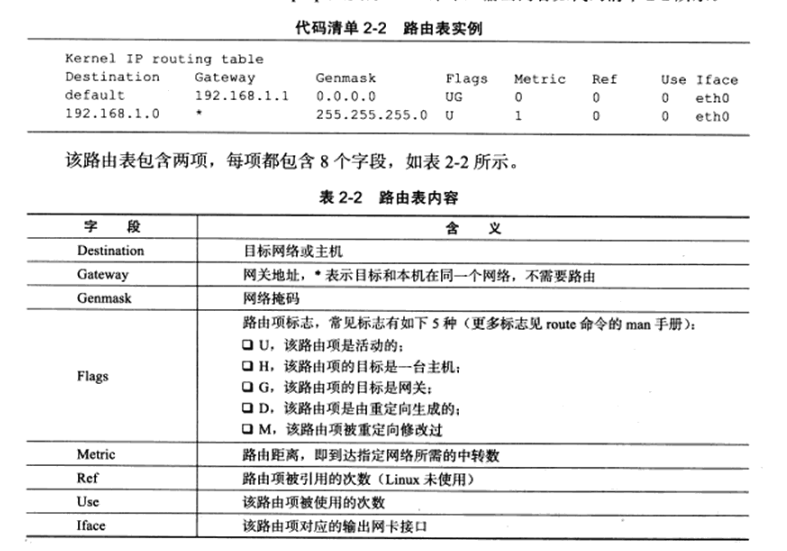 代码清单 2-2 路由表实例
Kernel IP routing table
Destination Gateway Genmask Flags Metric Ref Use Iface
default 192.168.1.1 0.0.0.0 UG 0 0 0 eth0
192.168.1.0 * 255.255.255.0 U 1 0 0 eth0
该路由表包含两项，每项都包含 8 个字段，如表 2-2 所示。
表 2-2 路由表内容
字 段 含 义
Destination 目标网络或主机
Gateway 网关地址，* 表示目标和本机在同一个网络，不需要路由
Genmask 网络掩码
Flags 路由项标志，常见标志有如下 5 种（更多标志见 route 命令的 man 手册）：
❑ U，该路由项是活动的；
❑ H，该路由项的目标是一台主机；
❑ G，该路由项的目标是网关；
❑ D，该路由项是由重定向生成的；
❑ M，该路由项被重定向修改过
Metric 路由距离，即到达指定网络所需的中转数
Ref 路由项被引用的次数（Linux 未使用）
Use 该路由项被使用的次数
Iface 该路由项对应的输出网卡接口